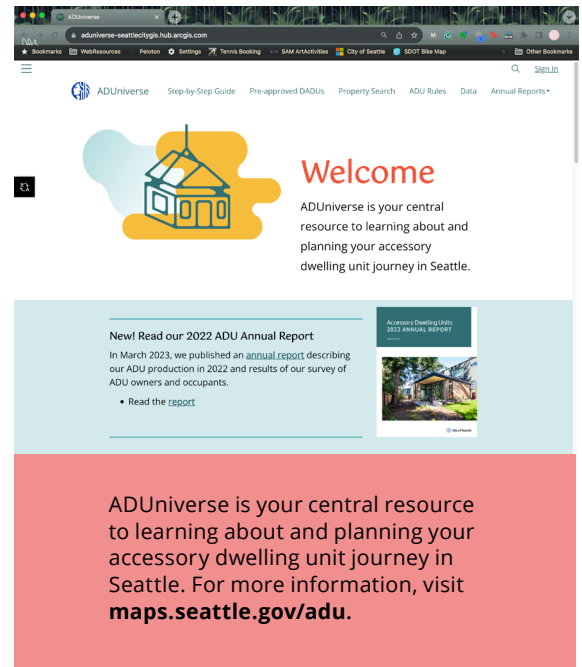 ADUniverse
aduniverse-seattlecitygis.hub.arcgis.com
Bookmarks WebResources Peloton Settings Tennis Booking SAM ArtActivities City of Seattle SDOT Bike Map Other Bookmarks
Sign In
ADUniverse Step-by-Step Guide Pre-approved DADUs Property Search ADU Rules Data Annual Reports
Welcome
ADUniverse is your central
resource to learning about and
planning your accessory
dwelling unit journey in Seattle.
New! Read our 2022 ADU Annual Report
In March 2023, we published an annual report describing
our ADU production in 2022 and results of our survey of
ADU owners and occupants.
• Read the report
Accessory Dwelling Units
2022 ANNUAL REPORT
City of Seattle
ADUniverse is your central resource
to learning about and planning your
accessory dwelling unit journey in
Seattle. For more information, visit
maps.seattle.gov/adu.